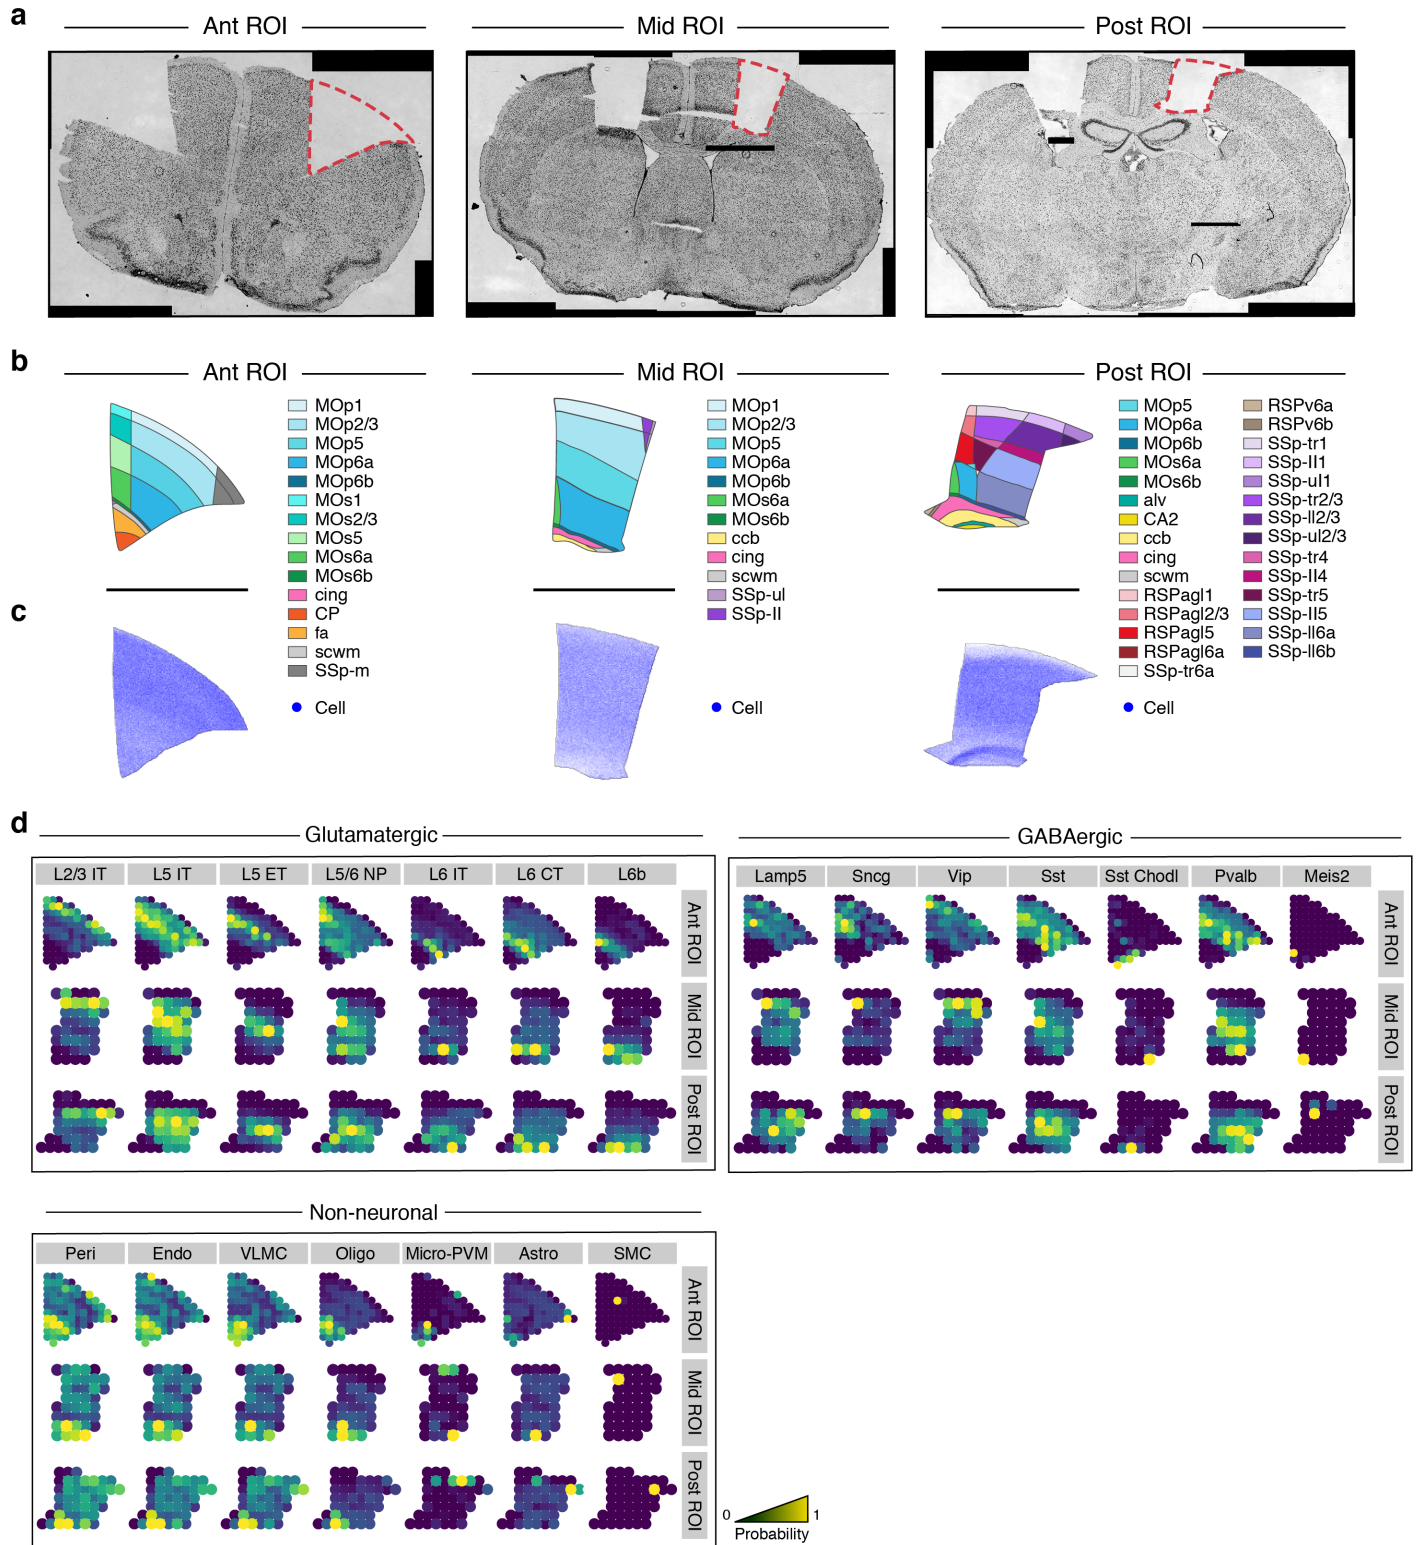 a
Ant ROI
Mid ROI
Post ROI
b
Ant ROI
Mid ROI
Post ROI
MOp1
MOp2/3
MOp5
MOp6a
MOp6b
MOs1
MOs2/3
MOs5
MOs6a
MOs6b
cing
CP
fa
scwm
SSp-m
MOp1
MOp2/3
MOp5
MOp6a
MOp6b
MOs6a
MOs6b
ccb
cing
scwm
SSp-ul
SSp-II
MOp5
MOp6a
MOp6b
MOs6a
MOs6b
alv
CA2
ccb
cing
scwm
RSPagl1
RSPagl2/3
RSPagl5
RSPagl6a
SSp-tr6a
RSPv6a
RSPv6b
SSp-tr1
SSp-II1
SSp-ul1
SSp-tr2/3
SSp-ll2/3
SSp-ul2/3
SSp-tr4
SSp-II4
SSp-tr5
SSp-II5
SSp-ll6a
SSp-ll6b
c
Cell
Cell
Cell
d
Glutamatergic
L2/3 IT L5 IT L5 ET L5/6 NP L6 IT L6 CT L6b
Ant ROI
Mid ROI
Post ROI
GABAergic
Lamp5 Sncg Vip Sst Sst Chodl Pvalb Meis2
Ant ROI
Mid ROI
Post ROI
Non-neuronal
Peri Endo VLMC Oligo Micro-PVM Astro SMC
Ant ROI
Mid ROI
Post ROI
0 1
Probability